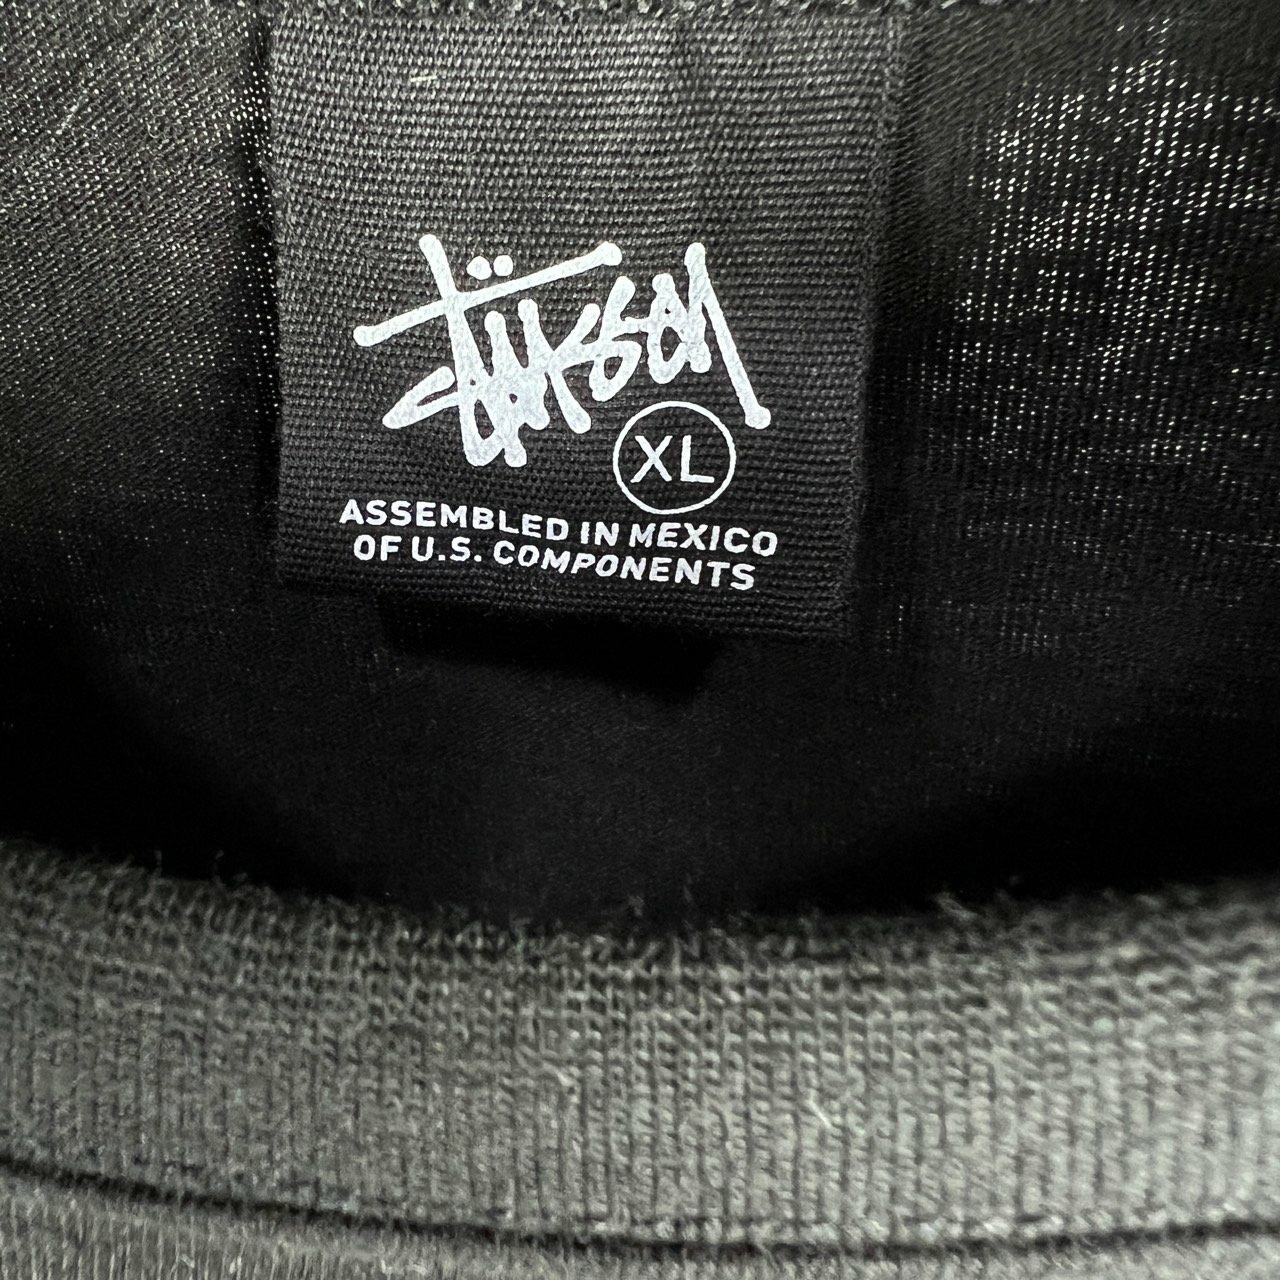 Stüssy
XL
ASSEMBLED IN MEXICO
OF U.S. COMPONENTS